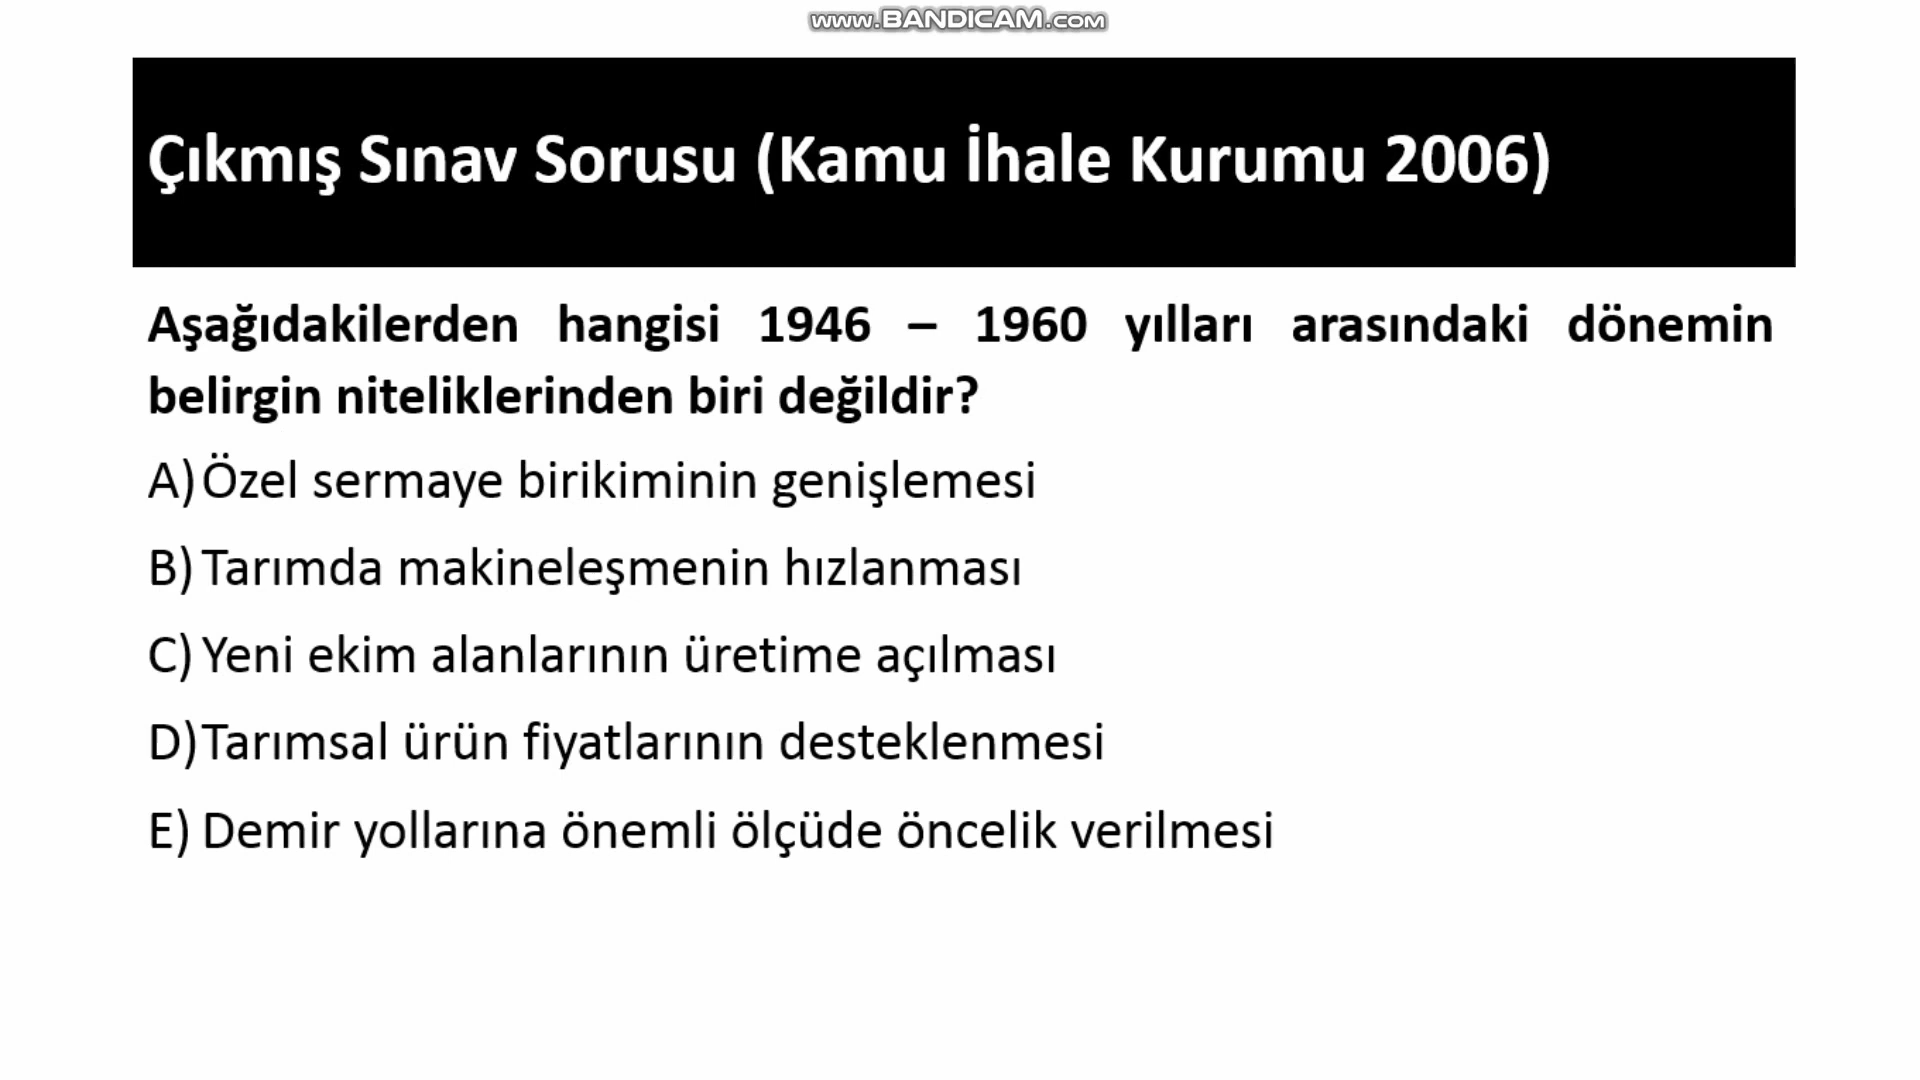 www.BANDICAM.com
Çıkmış Sınav Sorusu (Kamu İhale Kurumu 2006)
Aşağıdakilerden hangisi 1946 – 1960 yılları arasındaki dönemin
belirgin niteliklerinden biri değildir?
A) Özel sermaye birikiminin genişlemesi
B) Tarımda makineleşmenin hızlanması
C) Yeni ekim alanlarının üretime açılması
D) Tarımsal ürün fiyatlarının desteklenmesi
E) Demir yollarına önemli ölçüde öncelik verilmesi